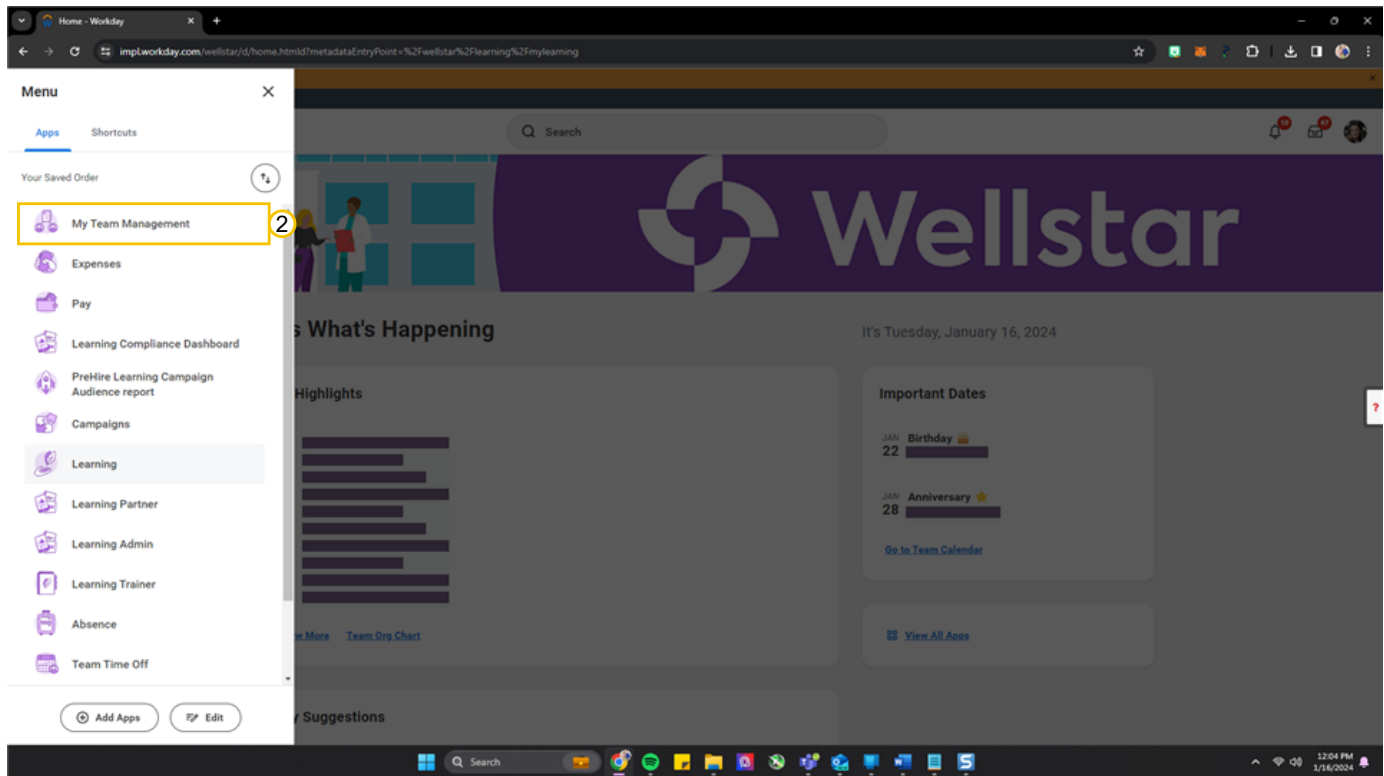 Home - Workday
impl.workday.com/wellstar/d/home.htmld?metadataEntryPoint=%2Fwellstar%2Flearning%2Fmylearning
Menu
Apps Shortcuts
Your Saved Order
My Team Management
2
Expenses
Pay
Learning Compliance Dashboard
PreHire Learning Campaign
Audience report
Campaigns
Learning
Learning Partner
Learning Admin
Learning Trainer
Absence
Team Time Off
Add Apps Edit
Search
Wellstar
s What's Happening
It's Tuesday, January 16, 2024
Highlights
w More Team Org Chart
Suggestions
Important Dates
JAN Birthday
22
JAN Anniversary
28
Go to Team Calendar
View All Apps
?
Search
12:04 PM
1/16/2024